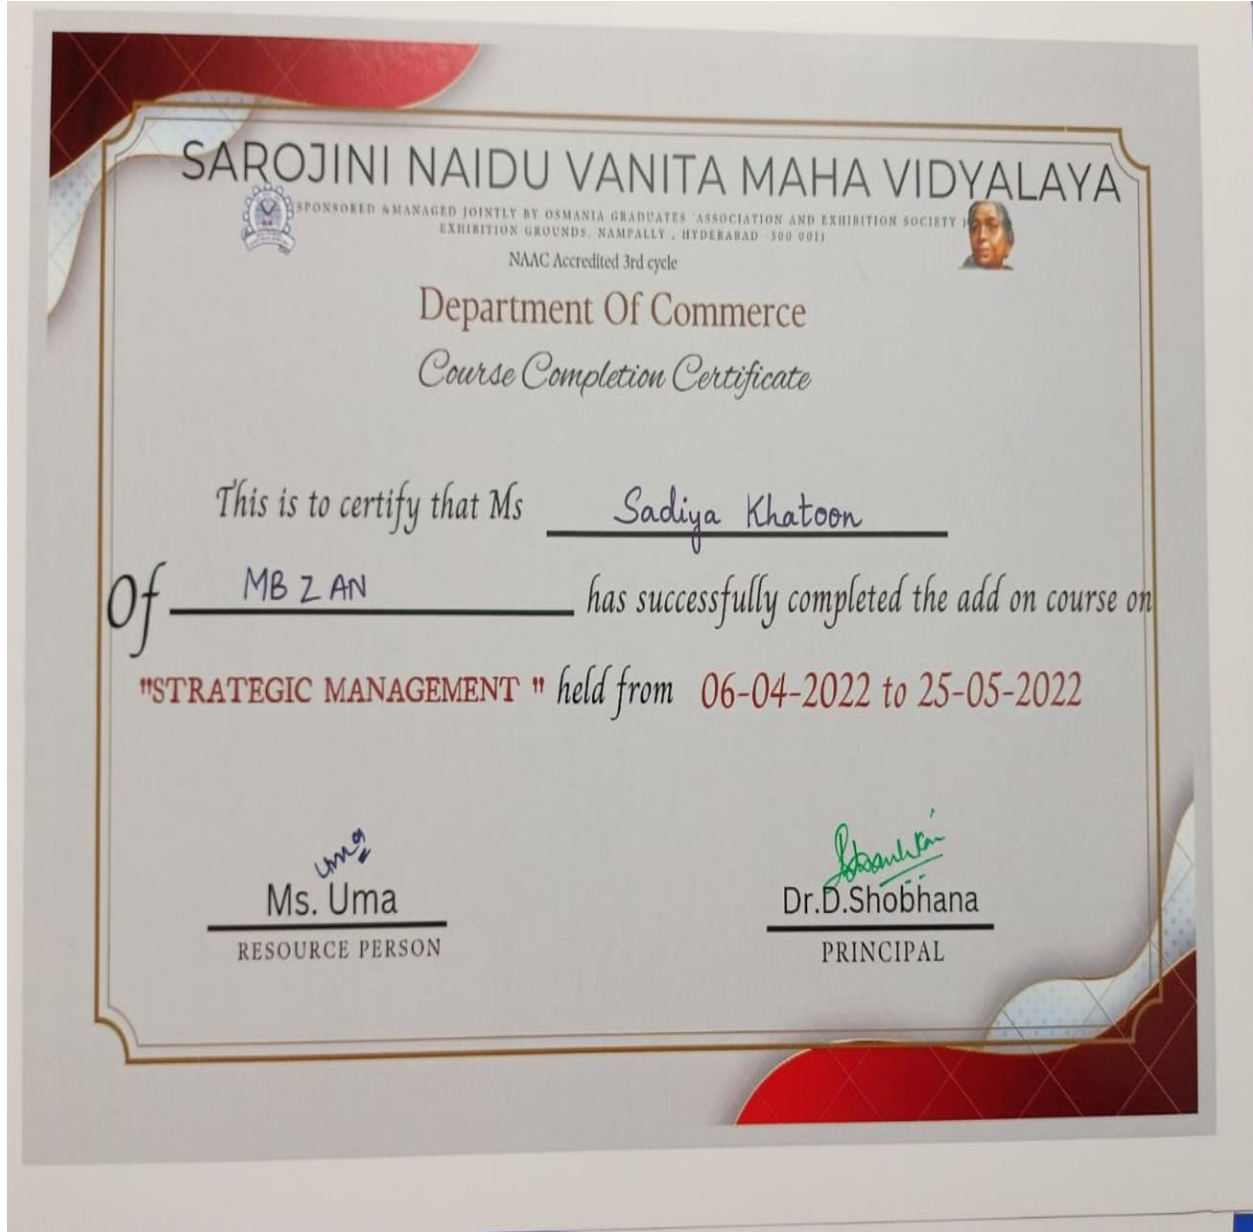 SAROJINI NAIDU VANITA MAHA VIDYALAYA
SPONSORED &MANAGED JOINTLY BY OSMANIA GRADUATES 'ASSOCIATION AND EXHIBITION SOCIETY )
EXHIBITION GROUNDS, NAMPALLY , HYDERABAD -500 001)
NAAC Accredited 3rd cycle
Department Of Commerce
Course Completion Certificate
This is to certify that Ms Sadiya Khatoon
Of MB Z AN has successfully completed the add on course on
"STRATEGIC MANAGEMENT " held from 06-04-2022 to 25-05-2022
Uma
Ms. Uma
RESOURCE PERSON
Dr.D.Shobhana
PRINCIPAL